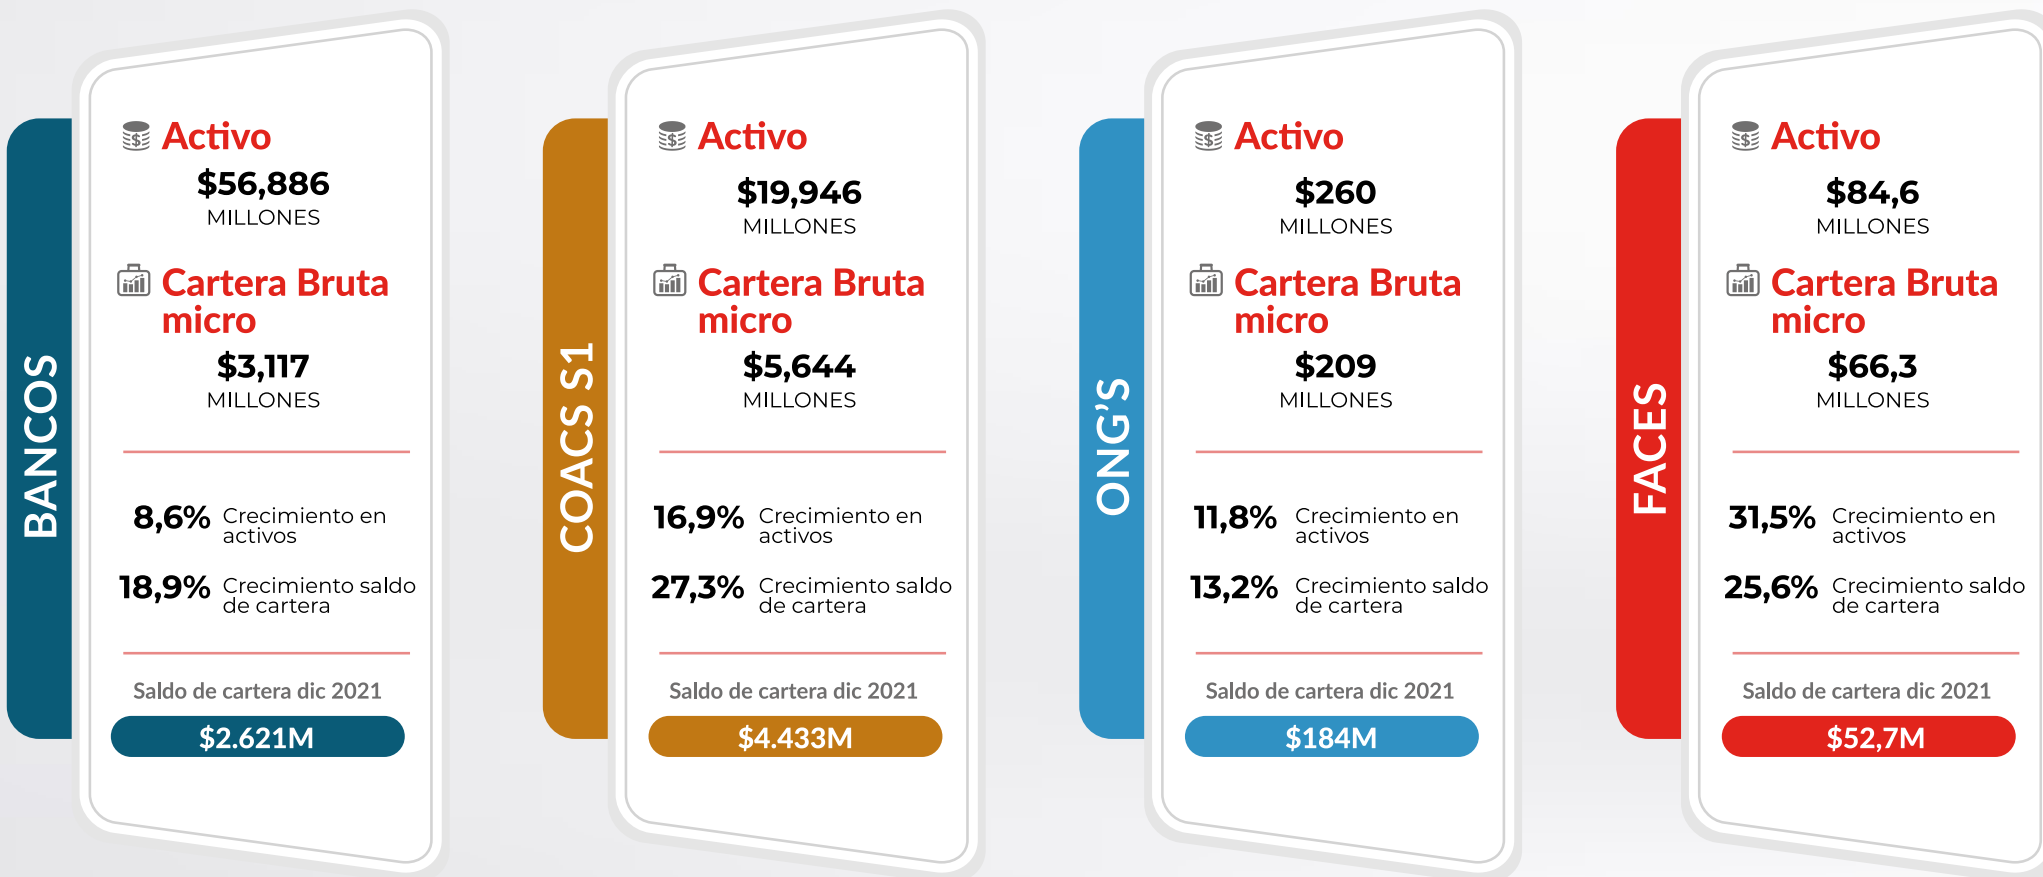 BANCOS
Activo
$56,886
MILLONES
Cartera Bruta
micro
$3,117
MILLONES
8,6% Crecimiento en
activos
18,9% Crecimiento saldo
de cartera
Saldo de cartera dic 2021
$2.621M
COACS S1
Activo
$19,946
MILLONES
Cartera Bruta
micro
$5,644
MILLONES
16,9% Crecimiento en
activos
27,3% Crecimiento saldo
de cartera
Saldo de cartera dic 2021
$4.433M
ONG'S
Activo
$260
MILLONES
Cartera Bruta
micro
$209
MILLONES
11,8% Crecimiento en
activos
13,2% Crecimiento saldo
de cartera
Saldo de cartera dic 2021
$184M
FACES
Activo
$84,6
MILLONES
Cartera Bruta
micro
$66,3
MILLONES
31,5% Crecimiento en
activos
25,6% Crecimiento saldo
de cartera
Saldo de cartera dic 2021
$52,7M